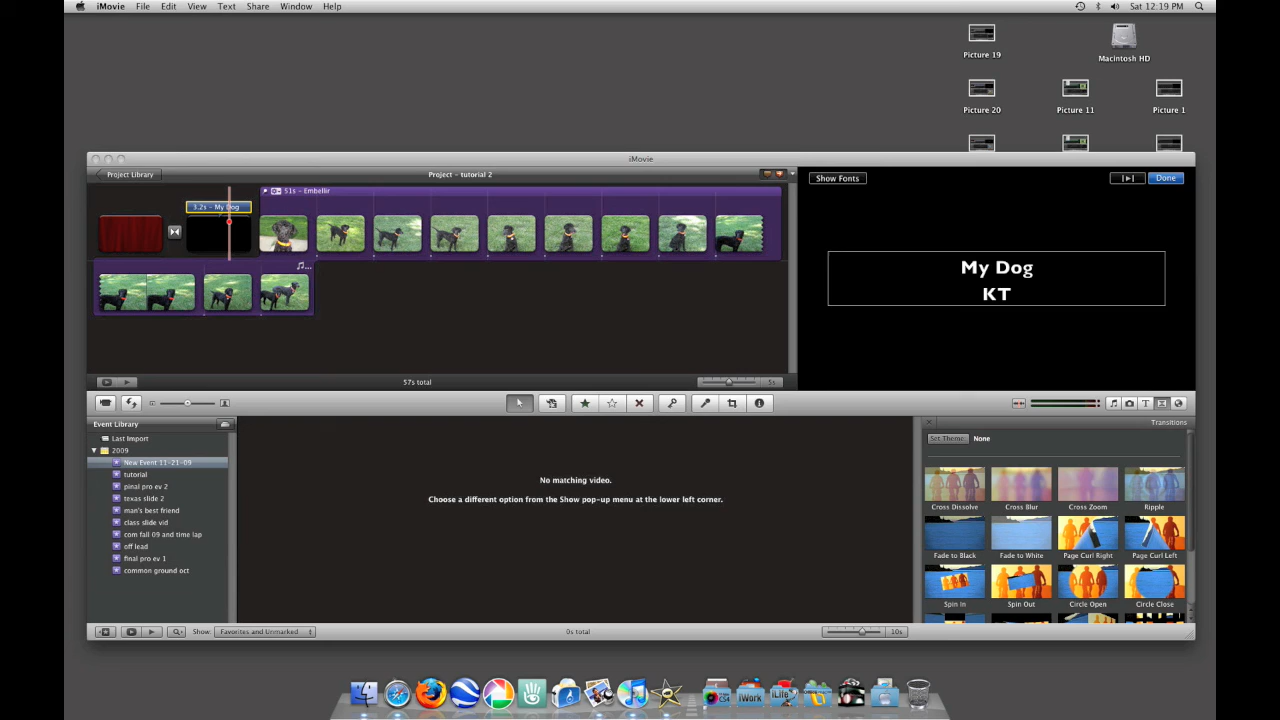 iMovie File Edit View Text Share Window Help
Sat 12:19 PM
Picture 19
Macintosh HD
Picture 20
Picture 11
Picture 1
iMovie
Project Library
Project - tutorial 2
Show Fonts
Done
51s - Embellir
3.2s - My Dog
My Dog
KT
57s total
5s
Event Library
Transitions
Last Import
Set Theme: None
2009
New Event 11-21-09
tutorial
pinal pro ev 2
texas slide 2
man's best friend
class slide vid
com fall 09 and time lap
off lead
final pro ev 1
common ground oct
No matching video.
Choose a different option from the Show pop-up menu at the lower left corner.
Cross Dissolve Cross Blur Cross Zoom Ripple
Fade to Black Fade to White Page Curl Right Page Curl Left
Spin In Spin Out Circle Open Circle Close
Show: Favorites and Unmarked
0s total
10s
CS4
iWork
iLife